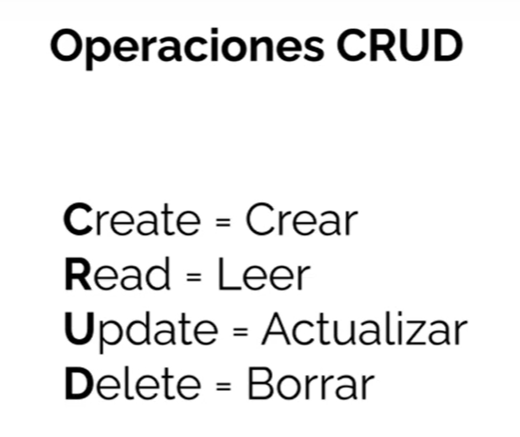 Operaciones CRUD
Create = Crear
Read = Leer
Update = Actualizar
Delete = Borrar